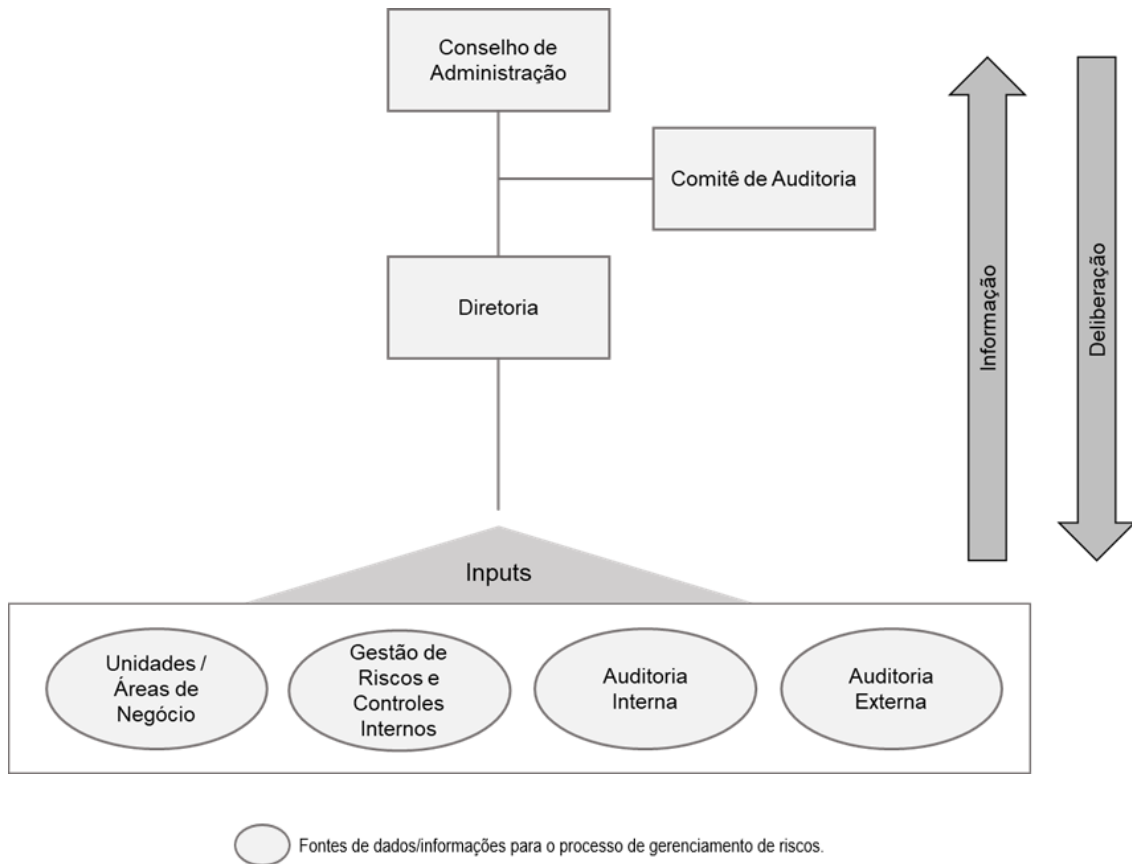 Conselho de
Administração
Comitê de Auditoria
Diretoria
Informação
Deliberação
Inputs
Unidades /
Áreas de
Negócio
Gestão de
Riscos e
Controles
Internos
Auditoria
Interna
Auditoria
Externa
Fontes de dados/informações para o processo de gerenciamento de riscos.